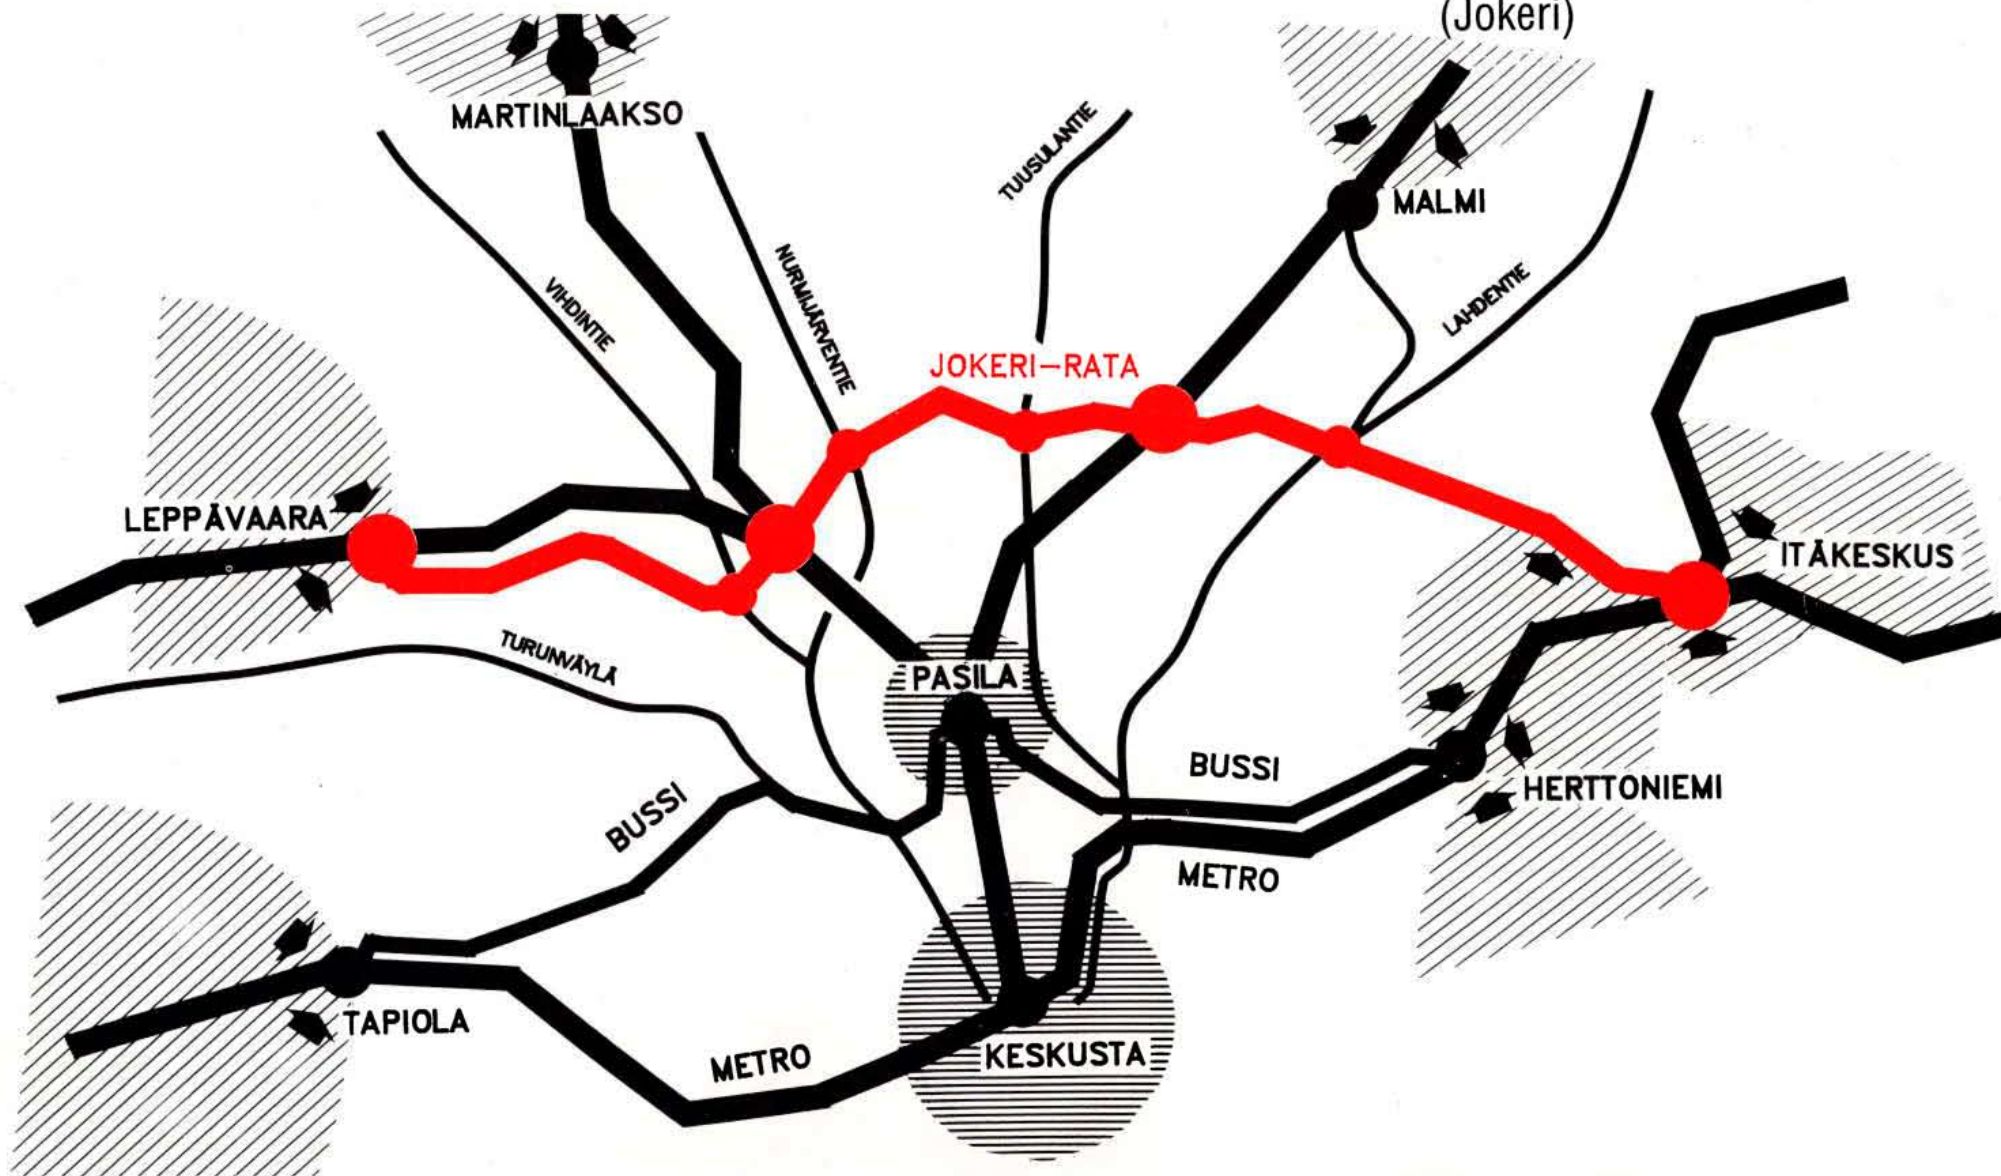 (Jokeri)
MARTINLAAKSO
TUUSULANTIE
MALMI
VIHDINTIE
NURMIJÄRVENTIE
LAHDENTIE
JOKERI-RATA
LEPPÄVAARA
ITÄKESKUS
TURUNVÄYLÄ
PASILA
BUSSI
HERTTONIEMI
BUSSI
METRO
TAPIOLA
METRO
KESKUSTA